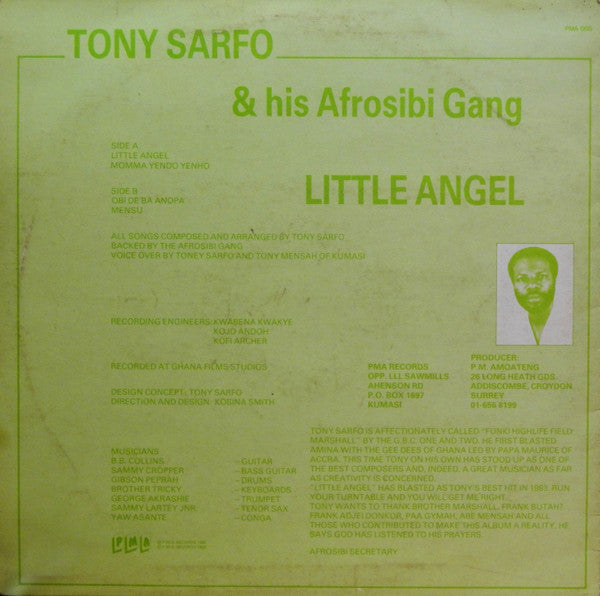 TONY SARFO
& his Afrosibi Gang
LITTLE ANGEL
SIDE A
LITTLE ANGEL
MOMMA YENDO YENHO
SIDE B
OBI DE BA ANOPA
MENSU
ALL SONGS COMPOSED AND ARRANGED BY TONY SARFO
BACKED BY THE AFROSIBI GANG
VOICE OVER BY TONEY SARFO AND TONY MENSAH OF KUMASI
RECORDING ENGINEERS: KWABENA KWAKYE
KOJO ANDOH
KOFI ARCHER
RECORDED AT GHANA FILMS/STUDIOS
DESIGN CONCEPT: TONY SARFO
DIRECTION AND DESIGN: KOSINA SMITH
PMA RECORDS
OPP. LLL SAWMILLS
AHENSON RD
P.O. BOX 1697
KUMASI
PRODUCER:
P.M. AMOATENG
26 LONG HEATH GDS
ADDISCOMBE, CROYDON
SURREY
01-656 8199
MUSICIANS
B.B. COLLINS – GUITAR
SAMMY CROPPER – BASS GUITAR
GIBSON PEPRAH – DRUMS
BROTHER TRICKY – KEYBOARDS
GEORGE AKRASHIE – TRUMPET
SAMMY LARTEY JNR. – TENOR SAX
YAW ASANTE – CONGA
TONY SARFO IS AFFECTIONATELY CALLED "FUNKI HIGHLIFE FIELD
MARSHALL" BY THE G.B.C. ONE AND TWO. HE FIRST BLASTED
AMINA WITH THE GEE DEES OF GHANA LED BY PAPA MAURICE OF
ACCRA. THIS TIME TONY ON HIS OWN HAS STOOD UP AS ONE OF
THE BEST COMPOSERS AND, INDEED, A GREAT MUSICIAN AS FAR
AS CREATIVITY IS CONCERNED.
"LITTLE ANGEL" HAS BLASTED AS TONY'S BEST HIT IN 1983. RUN
YOUR TURNTABLE AND YOU WILL GET ME RIGHT.
TONY WANTS TO THANK BROTHER MARSHALL, FRANK BUTAH?
FRANK ADJEI DONKOR, PAA GYMAH, ABE MENSAH AND ALL
THOSE WHO CONTRIBUTED TO MAKE THIS ALBUM A REALITY. HE
SAYS GOD HAS LISTENED TO HIS PRAYERS.
AFROSIBI SECRETARY